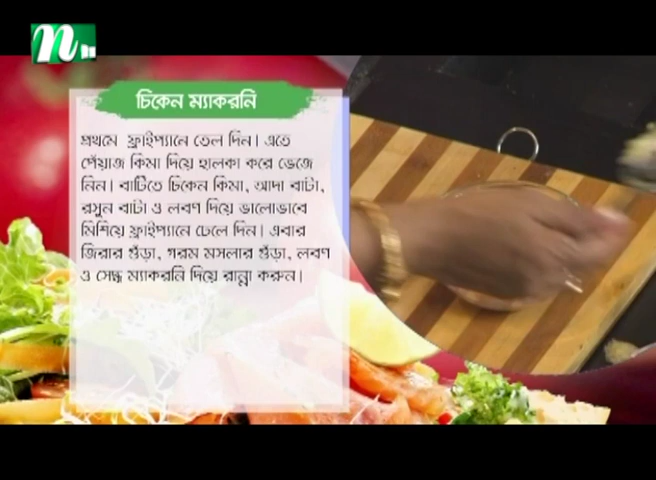 চিকেন ম্যাকরনি
প্রথমে ফ্রাইপ্যানে তেল দিন। এতে
পেঁয়াজ কিমা দিয়ে হালকা করে ভেজে
নিন। বাটিতে চিকেন কিমা, আদা বাটা,
রসুন বাটা ও লবণ দিয়ে ভালোভাবে
মিশিয়ে ফ্রাইপ্যানে ঢেলে দিন। এবার
জিরার গুঁড়া, গরম মসলার গুঁড়া, লবণ
ও সেদ্ধ ম্যাকরনি দিয়ে রান্না করুন।